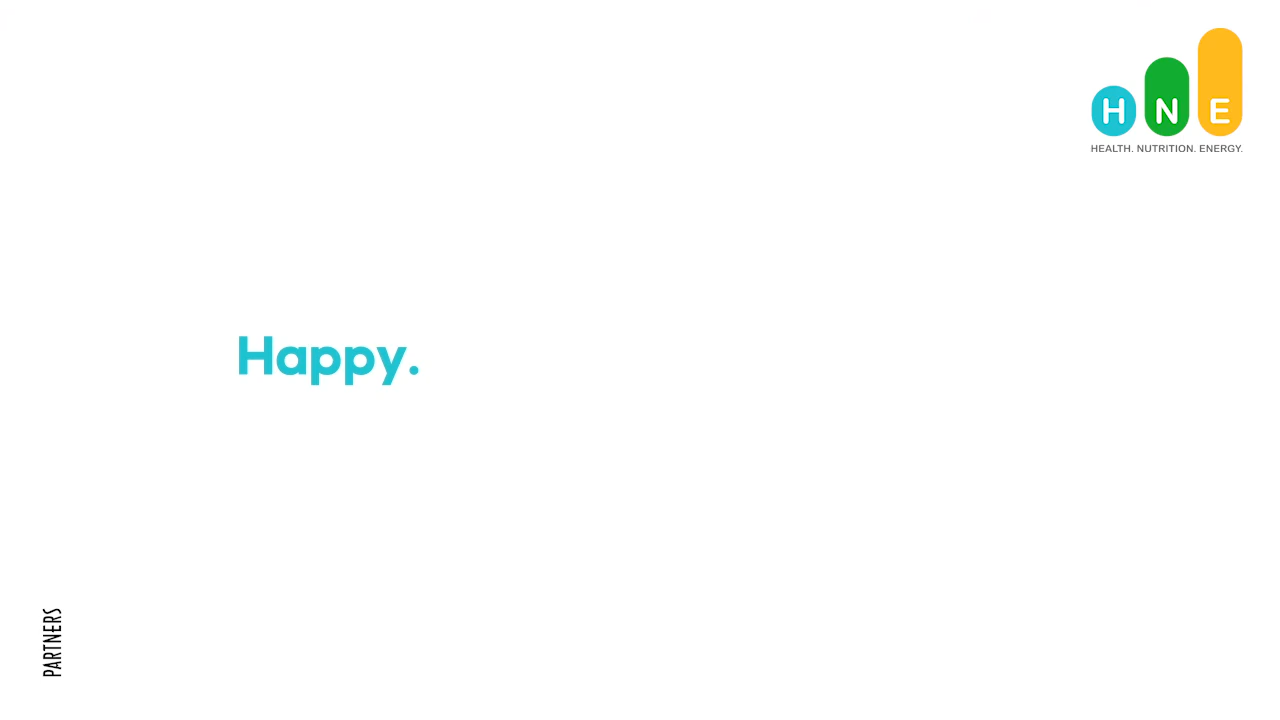 H N E
HEALTH. NUTRITION. ENERGY.
Happy.
PARTNERS